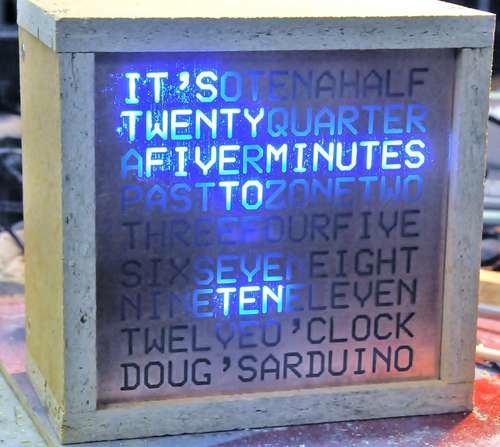 IT'SOTENAHALF
TWENTYQUARTER
AFIVERMINUTES
PASTTOZONETWO
THREEFOURFIVE
SIXSEVENEIGHT
NINETENELEVEN
TWELVEO'CLOCK
DOUG'SARDUINO